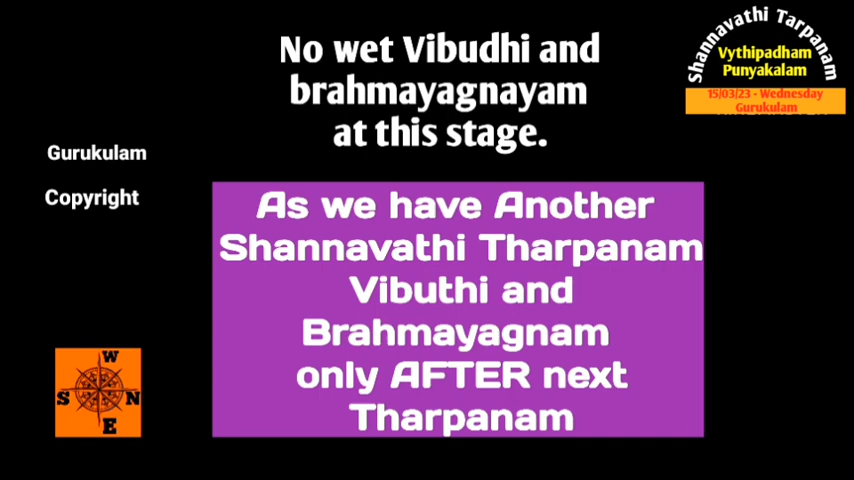 No wet Vibudhi and
brahmayagnayam
at this stage.
Shannavathi Tarpanam
Vythipadham
Punyakalam
15/03/23 - Wednesday
Gurukulam
Gurukulam
Copyright
As we have Another
Shannavathi Tharpanam
Vibuthi and
Brahmayagnam
only AFTER next
Tharpanam
W
S N
E